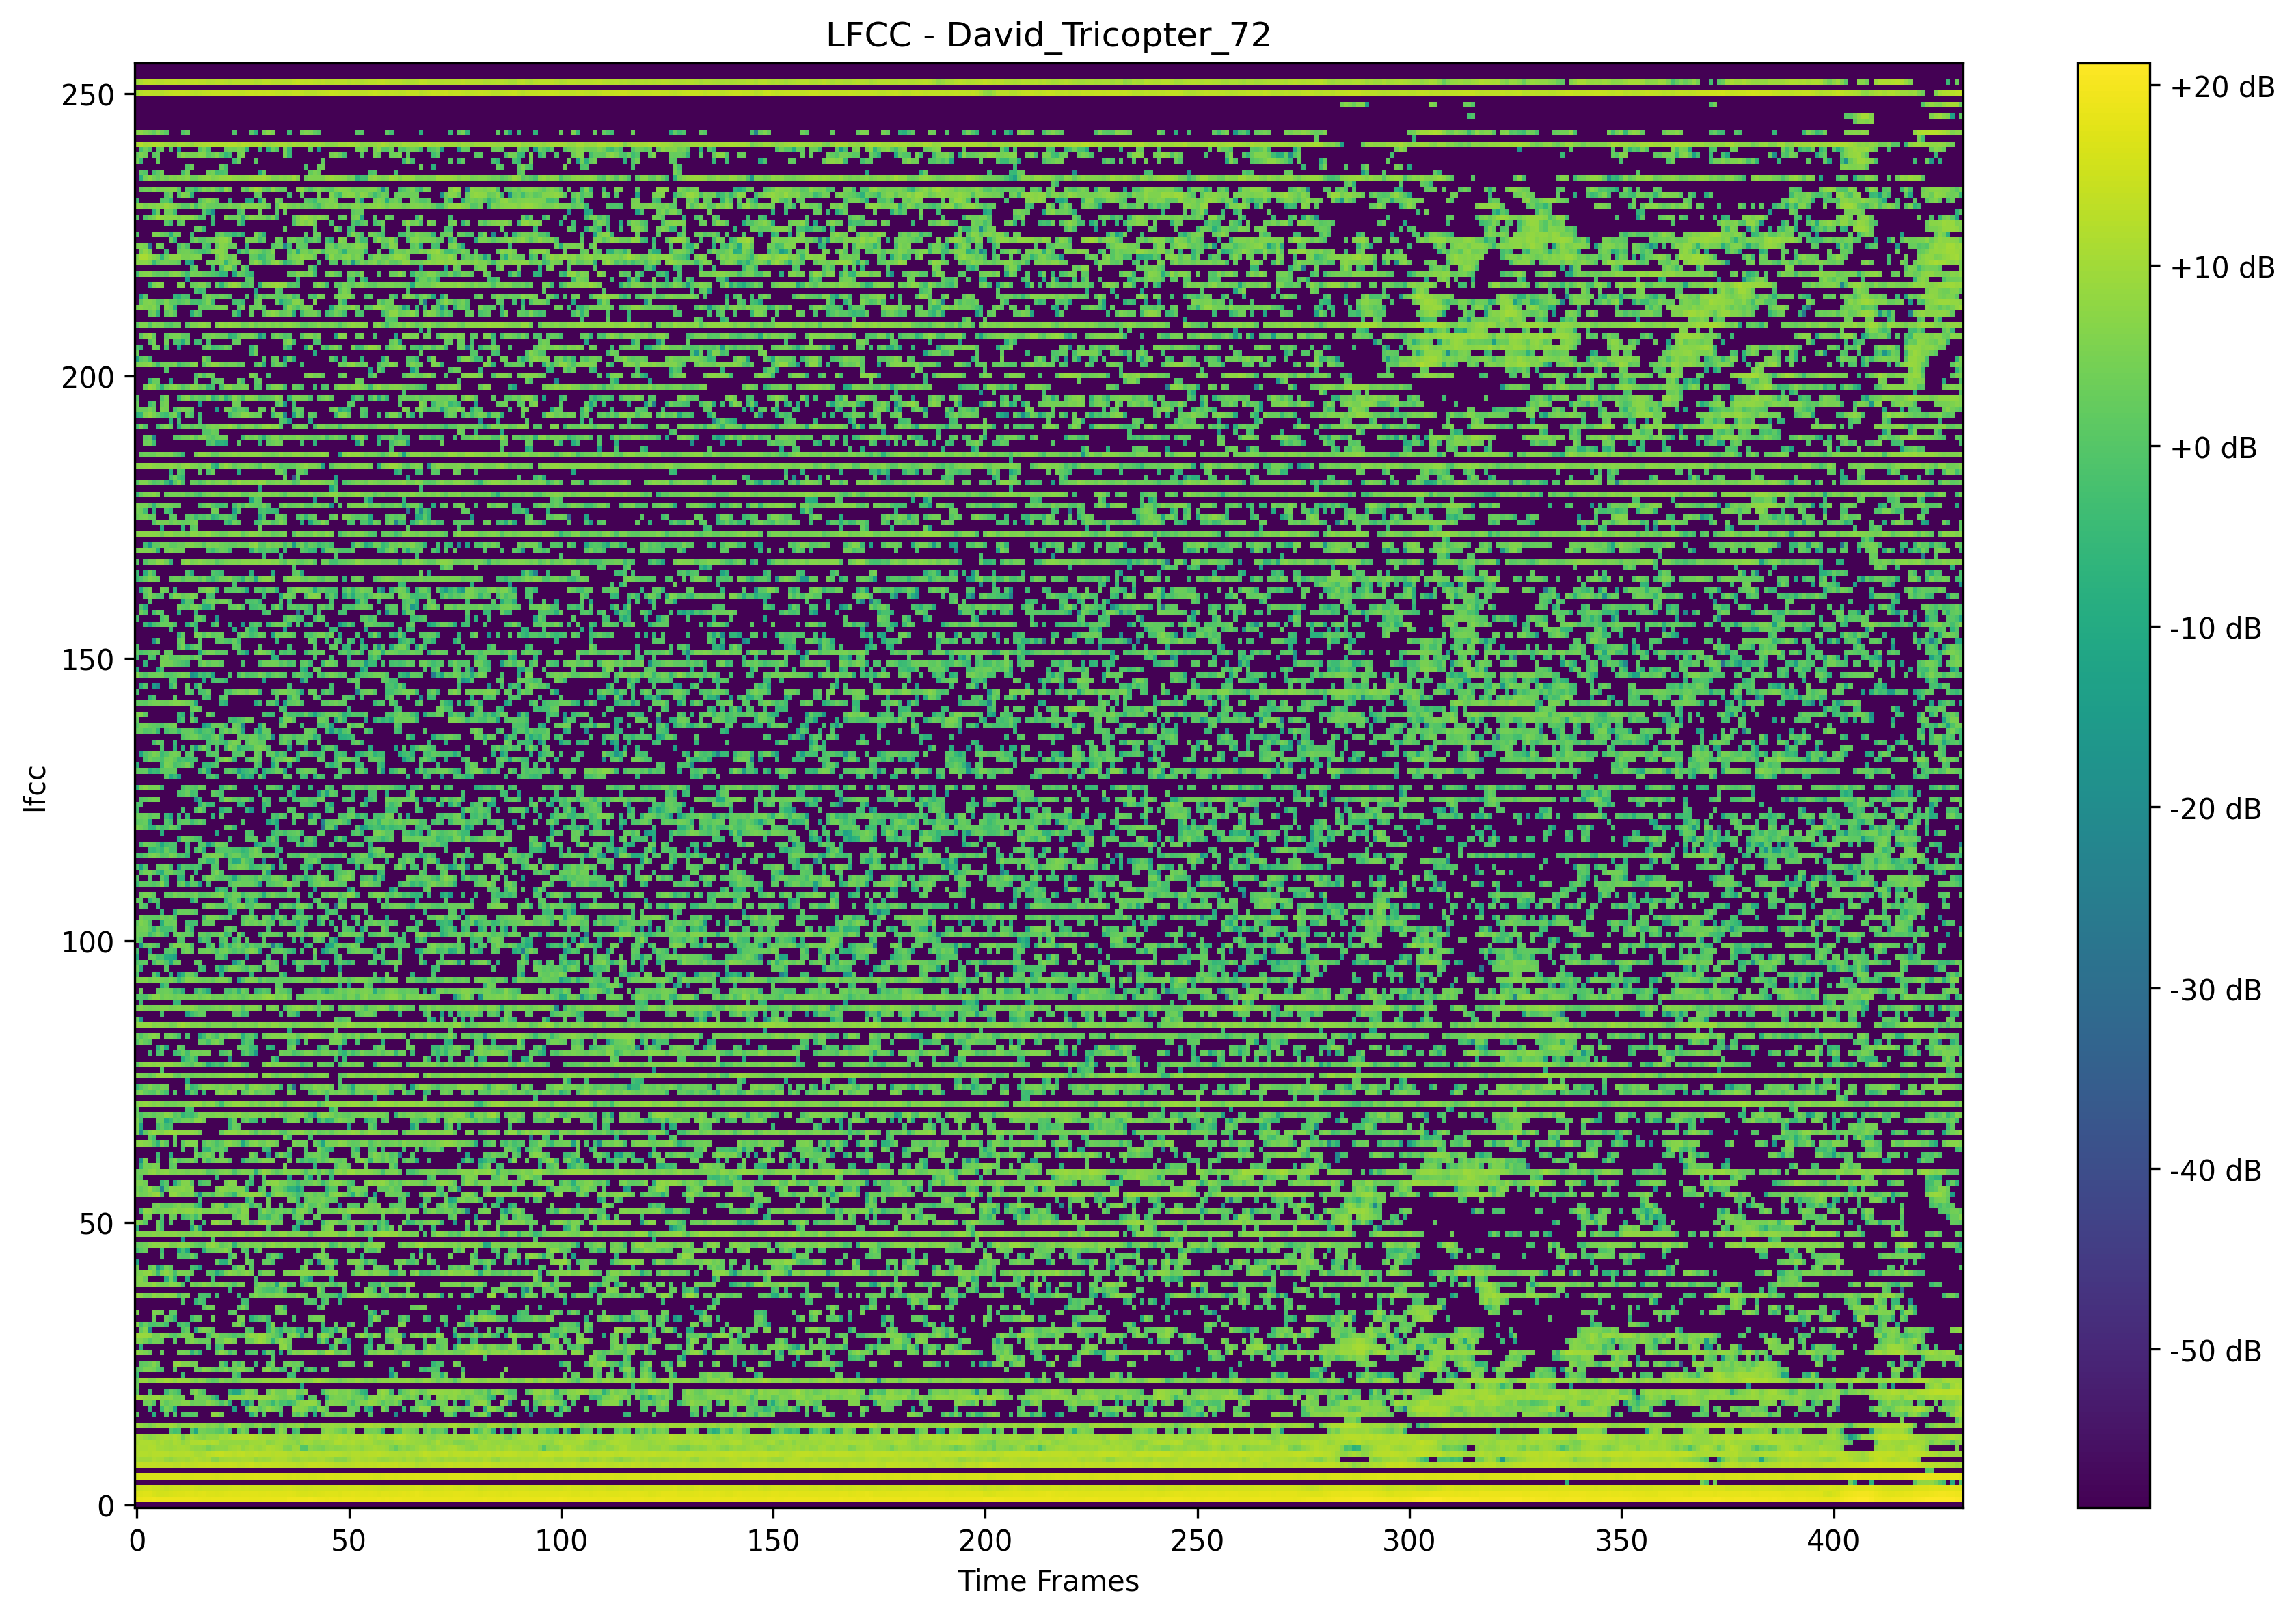 LFCC - David_Tricopter_72
250
200
150
100
50
0
lfcc
0 50 100 150 200 250 300 350 400
Time Frames
+20 dB
+10 dB
+0 dB
-10 dB
-20 dB
-30 dB
-40 dB
-50 dB